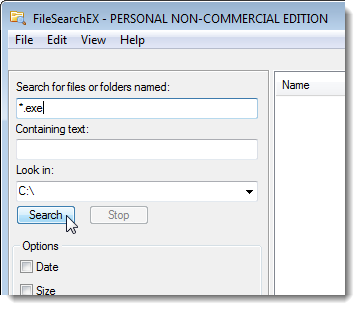 FileSearchEX - PERSONAL NON-COMMERCIAL EDITION
File Edit View Help
Search for files or folders named:
*.exe
Containing text:
Look in:
C:\
Search Stop
Options
Date
Size
Name